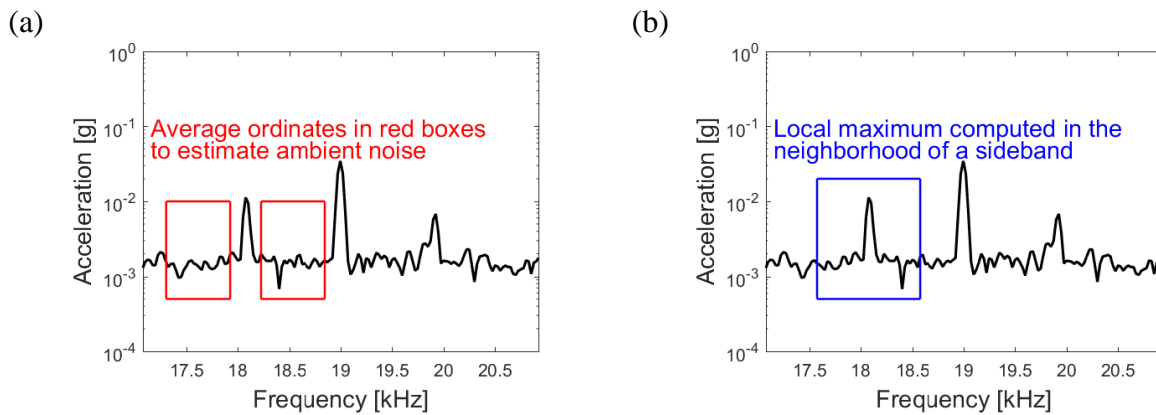 (a)
10^0
10^-1
10^-2
10^-3
10^-4
Acceleration [g]
Average ordinates in red boxes
to estimate ambient noise
17.5 18 18.5 19 19.5 20 20.5
Frequency [kHz]
(b)
10^0
10^-1
10^-2
10^-3
10^-4
Acceleration [g]
Local maximum computed in the
neighborhood of a sideband
17.5 18 18.5 19 19.5 20 20.5
Frequency [kHz]